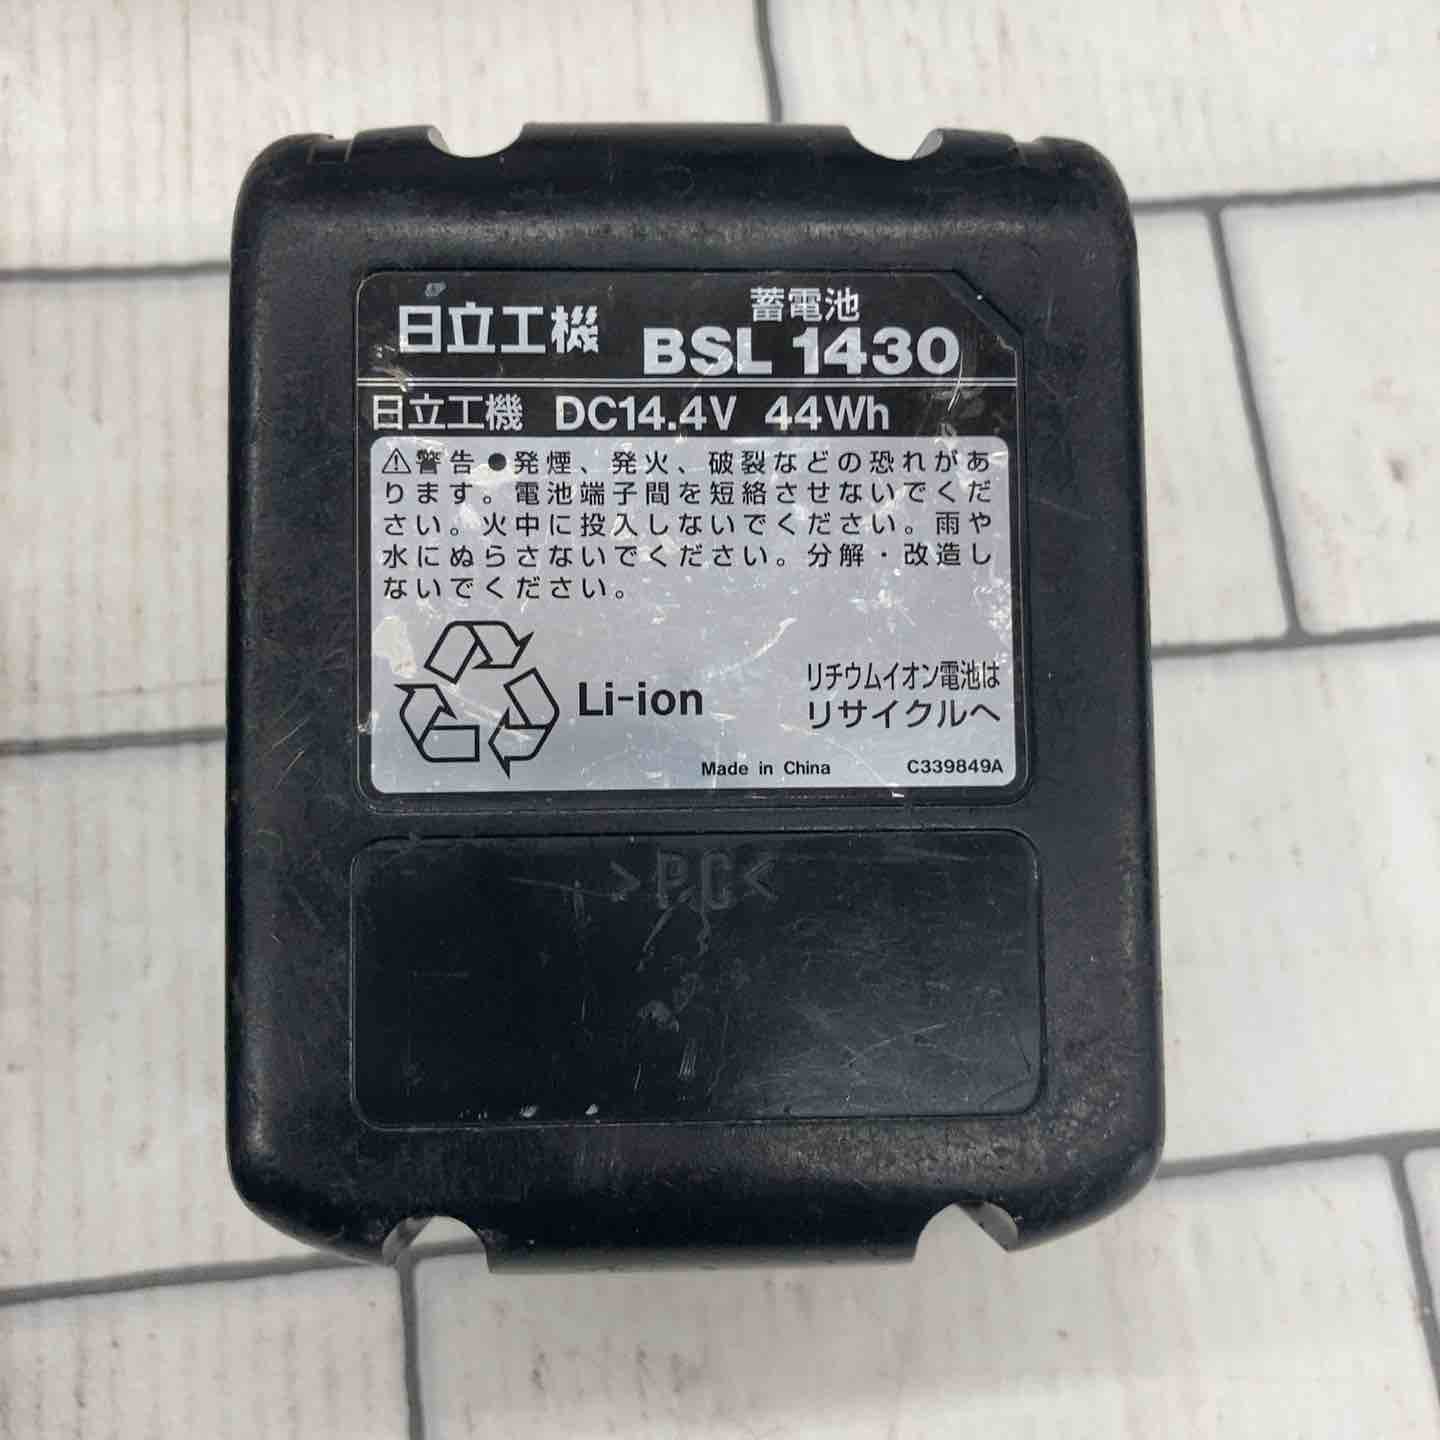 日立工機
蓄電池
BSL 1430
日立工機 DC14.4V 44Wh
⚠警告 ●発煙、発火、破裂などの恐れがあ
ります。電池端子間を短絡させないでくだ
さい。火中に投入しないでください。雨や
水にぬらさないでください。分解・改造し
ないでください。
Li-ion
リチウムイオン電池は
リサイクルへ
Made in China C339849A
>PC<